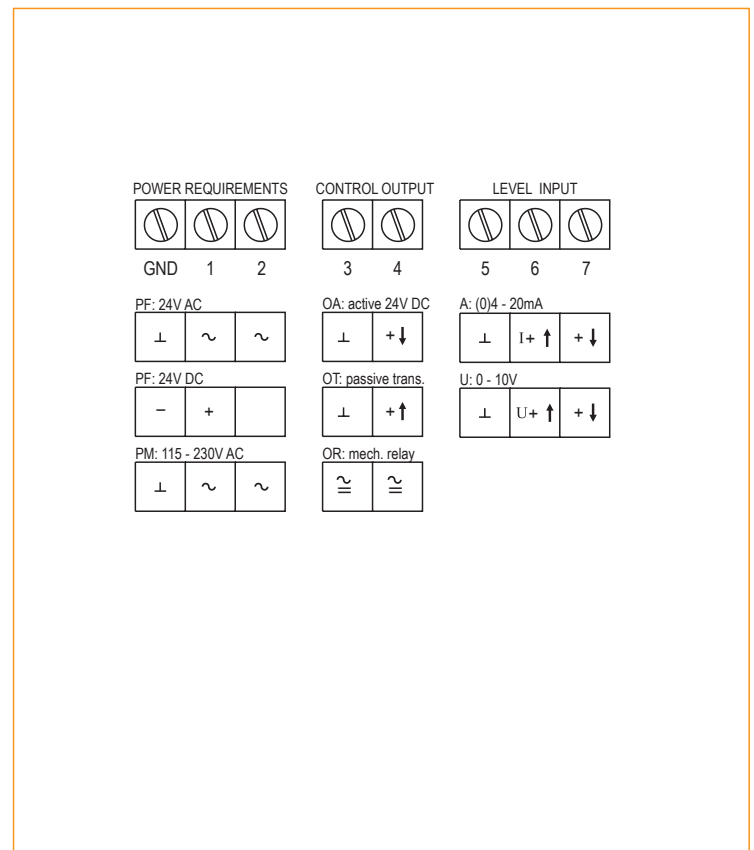 POWER REQUIREMENTS CONTROL OUTPUT LEVEL INPUT
GND 1 2 3 4 5 6 7
PF: 24V AC OA: active 24V DC A: (0)4 - 20mA
⊥ ~ ~ ⊥ +↓ ⊥ I+ ↑ +↓
PF: 24V DC OT: passive trans. U: 0 - 10V
− + ⊥ +↑ ⊥ U+ ↑ +↓
PM: 115 - 230V AC OR: mech. relay
⊥ ~ ~ ≅ ≅